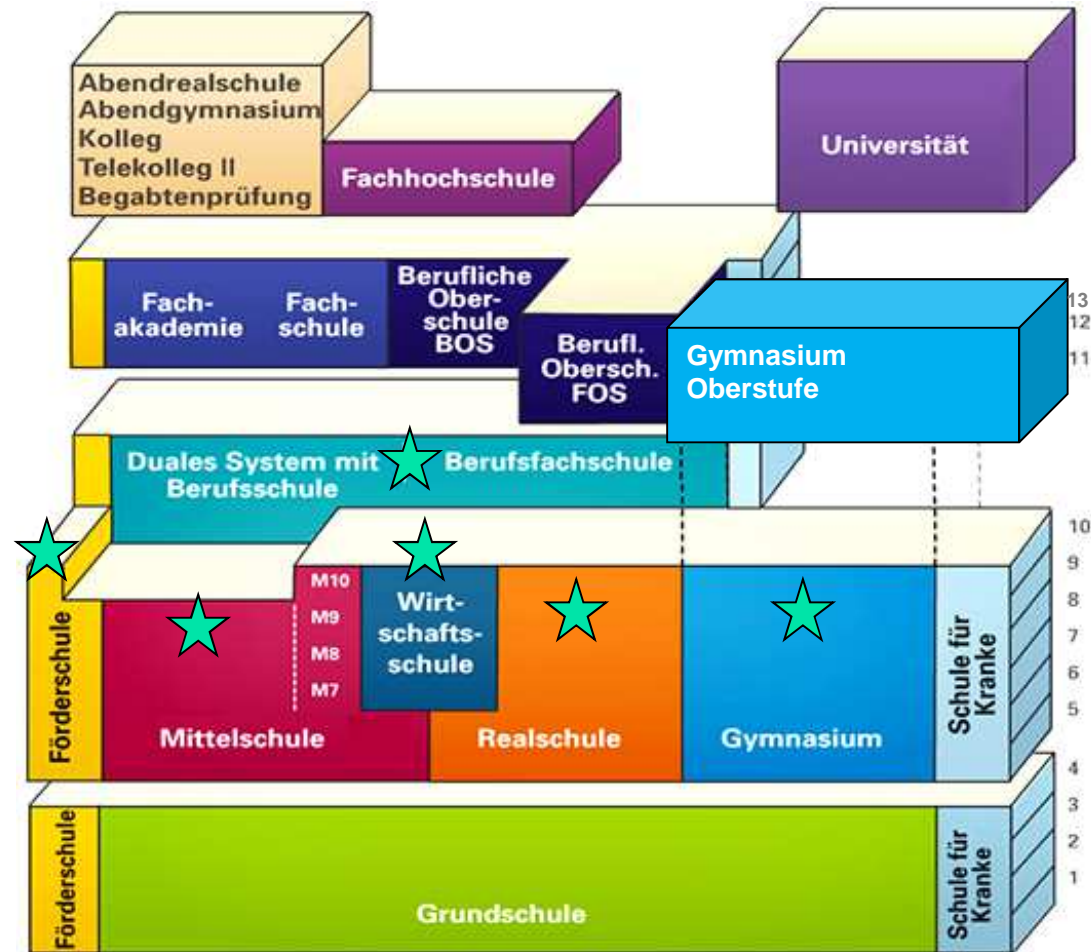 Abendrealschule
Abendgymnasium
Kolleg
Telekolleg II
Begabtenprüfung
Fachhochschule
Universität
Fach-
akademie
Fach-
schule
Berufliche
Ober-
schule
BOS
Berufl.
Obersch.
FOS
Gymnasium
Oberstufe
13
12
11
Duales System mit
Berufsschule
Berufsfachschule
10
9
8
7
6
5
4
3
2
1
Förderschule
Mittelschule
M10
M9
M8
M7
Wirt-
schafts-
schule
Realschule
Gymnasium
Schule für
Kranke
Förderschule
Grundschule
Schule für
Kranke